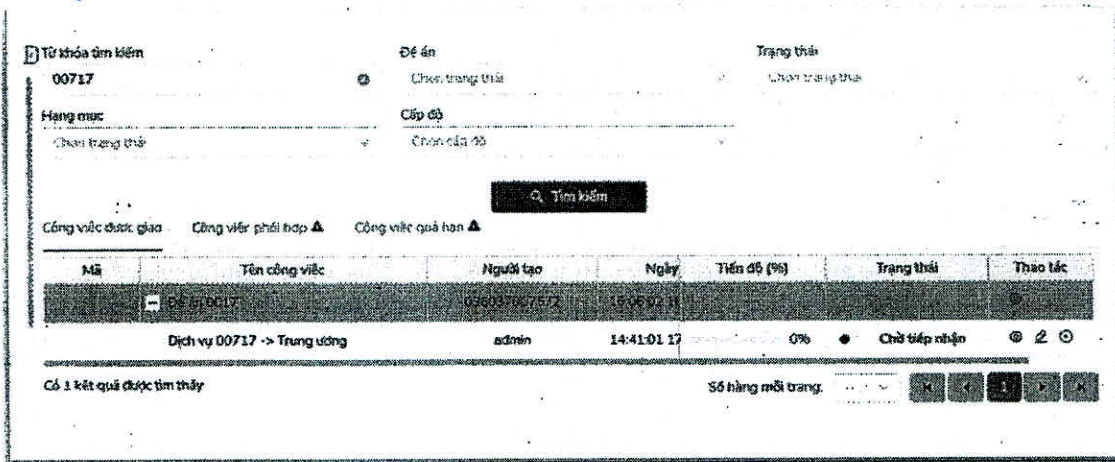 Từ khóa tìm kiếm Đề án Trạng thái
00717 Chọn trạng thái Chọn trạng thái
Hạng mục Cấp độ
Chọn trạng thái Chọn cấp độ
Tìm kiếm
Công việc được giao Công việc phối hợp Công việc quá hạn
Mã Tên công việc Người tạo Ngày Tiến độ (%) Trạng thái Thao tác
Đề án 0017
Dịch vụ 00717 -> Trung ương admin 14:41:01 17 0% Chờ tiếp nhận
Có 1 kết quả được tìm thấy Số hàng mỗi trang: 1